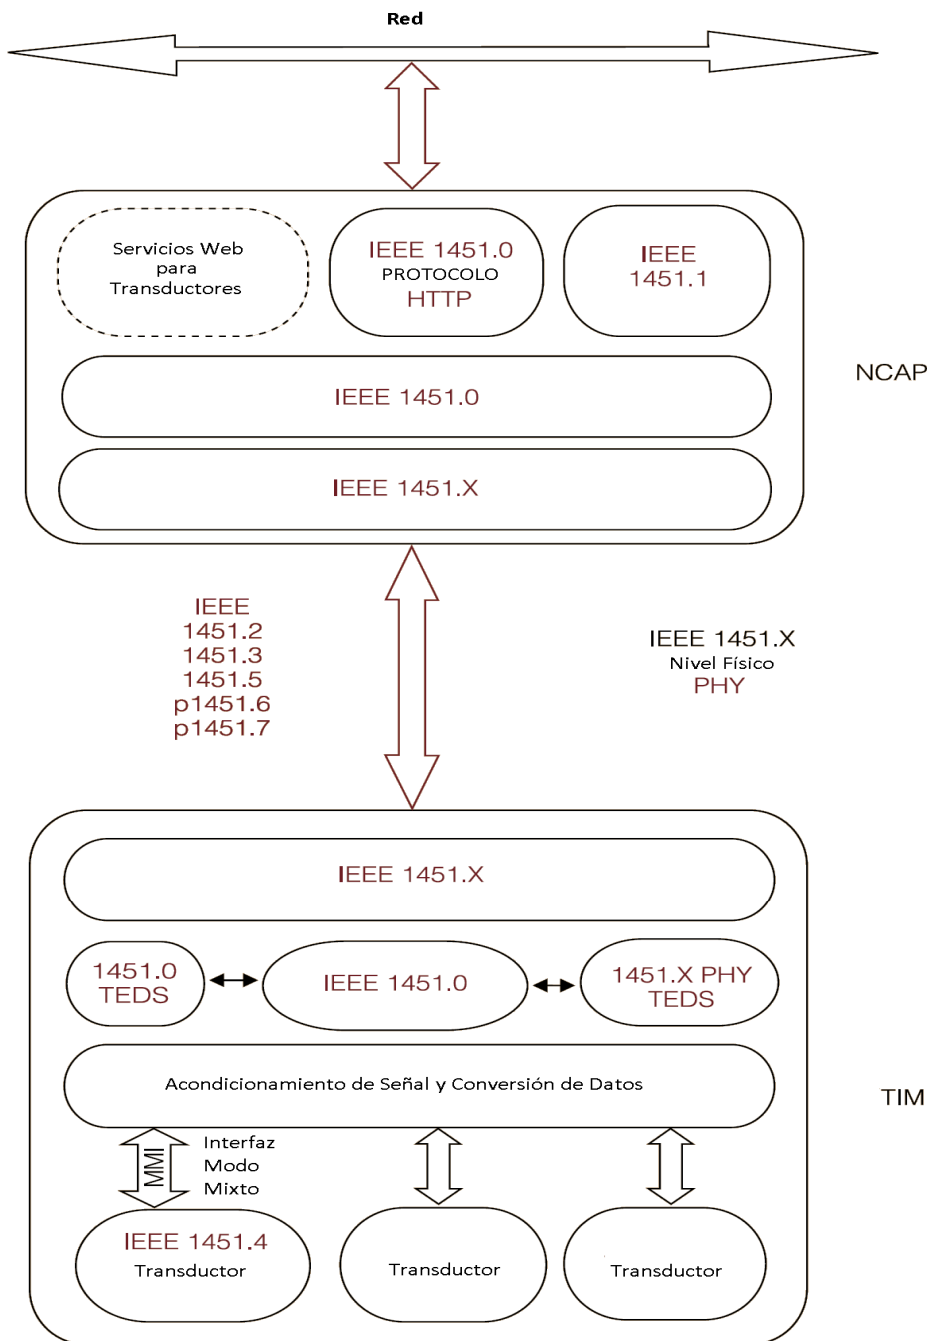 Red
Servicios Web
para
Transductores
IEEE 1451.0
PROTOCOLO
HTTP
IEEE
1451.1
NCAP
IEEE 1451.0
IEEE 1451.X
IEEE
1451.2
1451.3
1451.5
p1451.6
p1451.7
IEEE 1451.X
Nivel Físico
PHY
IEEE 1451.X
1451.0
TEDS
IEEE 1451.0
1451.X PHY
TEDS
Acondicionamiento de Señal y Conversión de Datos
TIM
MMI
Interfaz
Modo
Mixto
IEEE 1451.4
Transductor
Transductor
Transductor